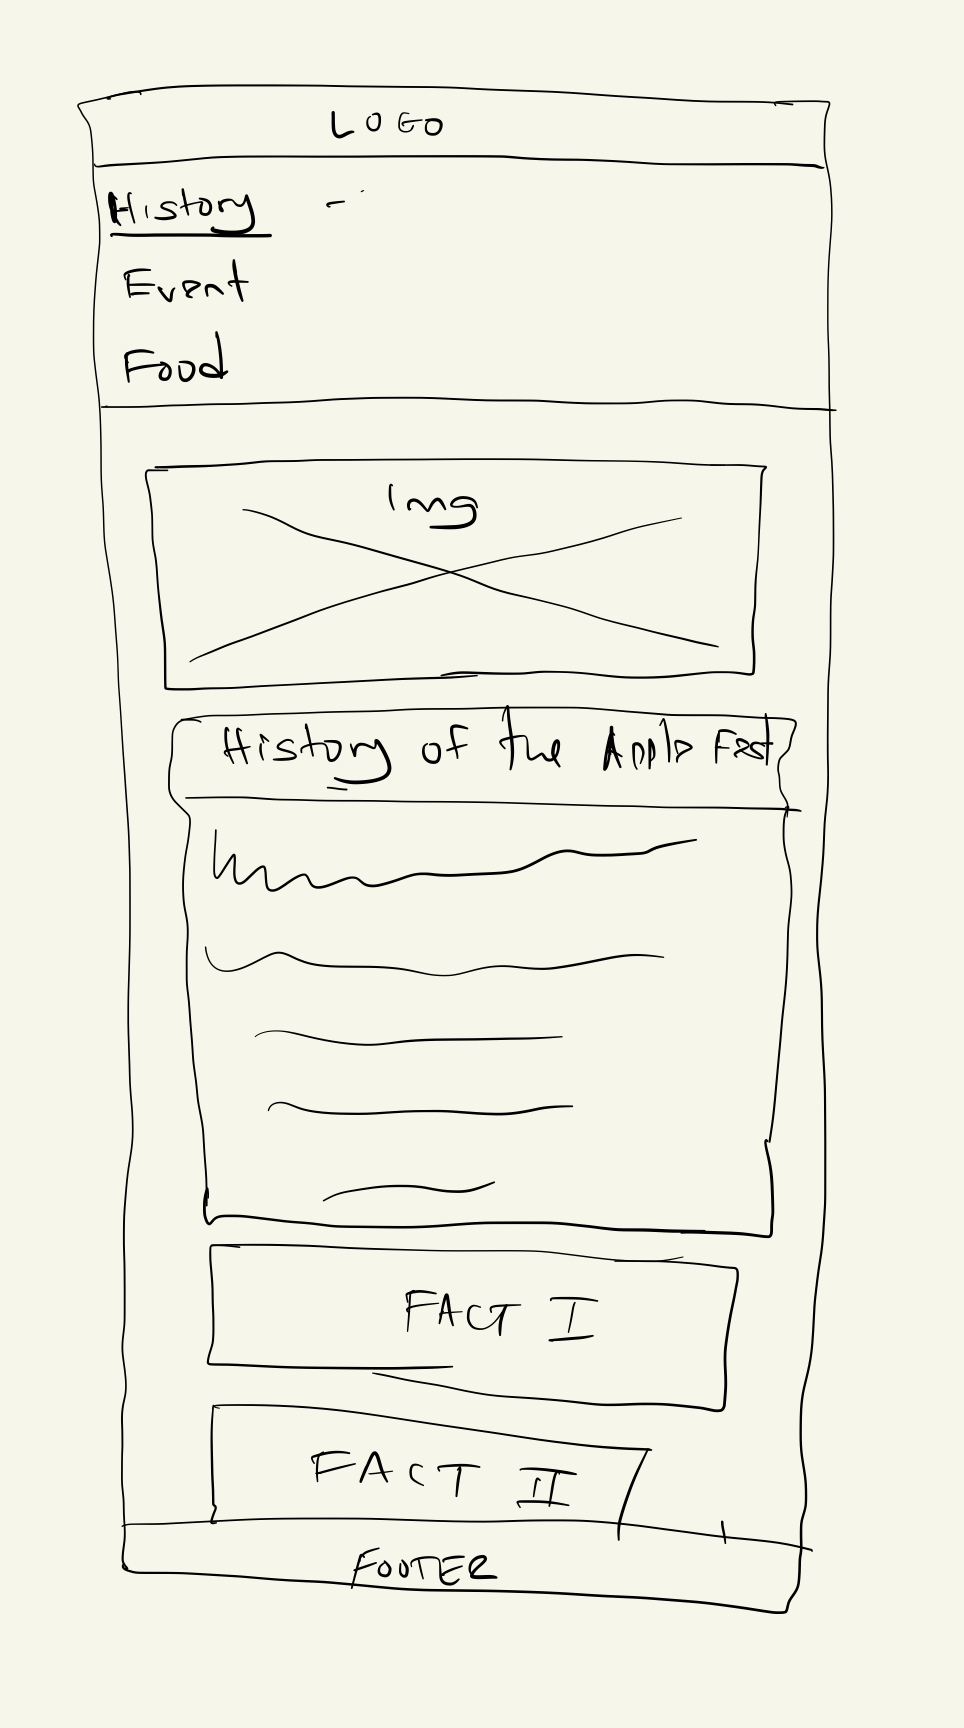 LOGO
History
Event
Food
Img
History of the Apple Fest
FACT I
FACT II
FOOTER